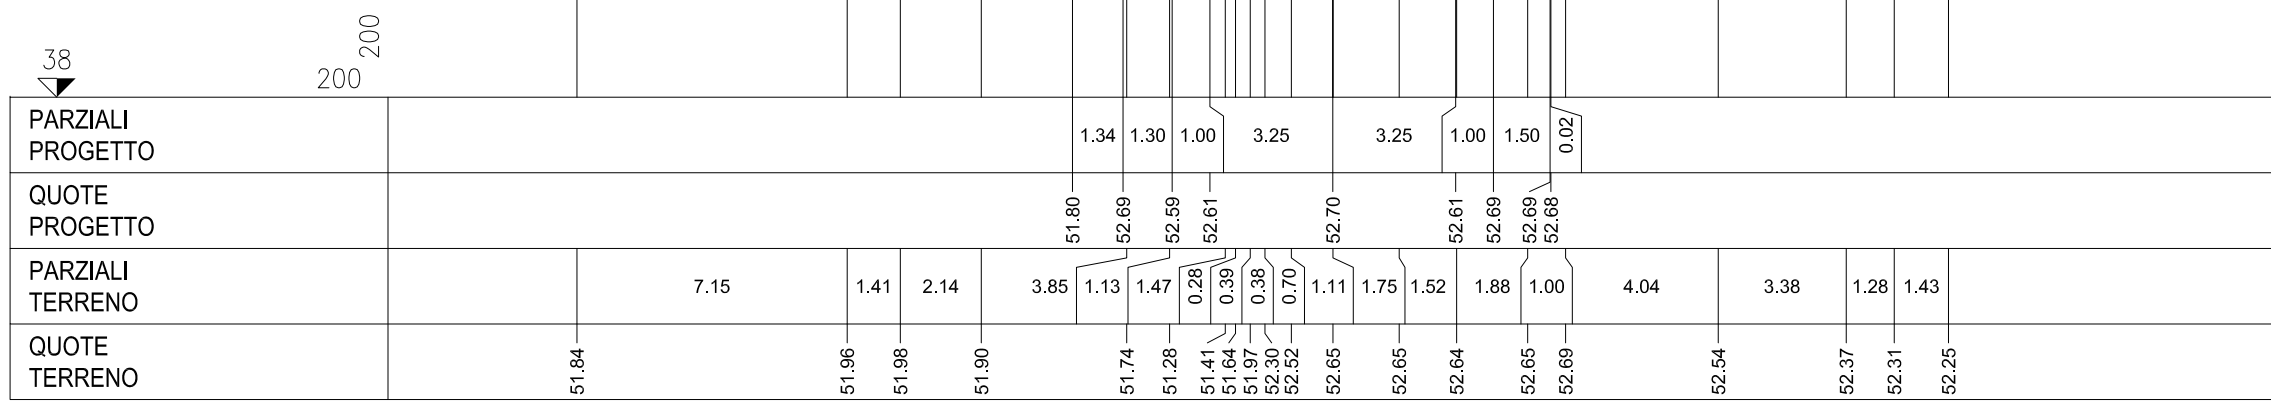 200
38
200
PARZIALI
PROGETTO
1.34 1.30 1.00 3.25 3.25 1.00 1.50 0.02
QUOTE
PROGETTO
51.80 52.69 52.59 52.61 52.70 52.61 52.69 52.69 52.68
PARZIALI
TERRENO
7.15 1.41 2.14 3.85 1.13 1.47 0.28 0.39 0.38 0.70 1.11 1.75 1.52 1.88 1.00 4.04 3.38 1.28 1.43
QUOTE
TERRENO
51.84 51.96 51.98 51.90 51.74 51.28 51.41 51.64 51.97 52.30 52.52 52.65 52.65 52.64 52.65 52.69 52.54 52.37 52.31 52.25